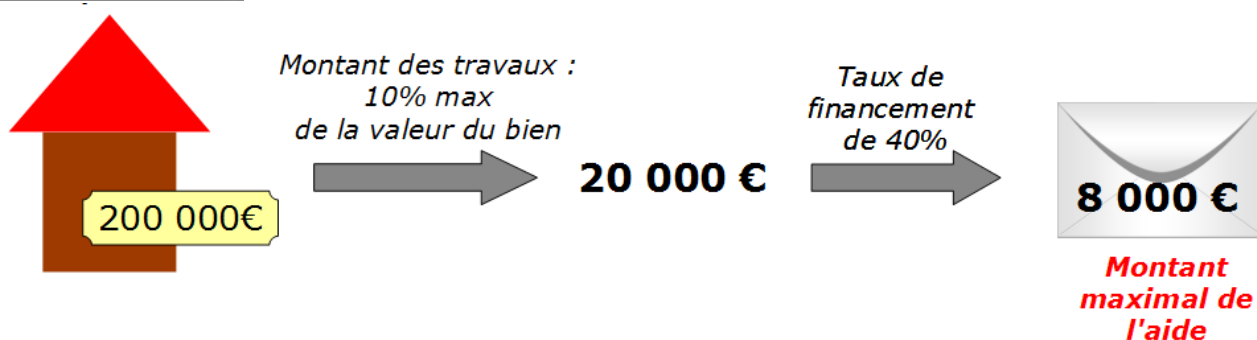 Montant des travaux :
10% max
de la valeur du bien
Taux de
financement
de 40%
200 000€
20 000 €
8 000 €
Montant
maximal de
l'aide